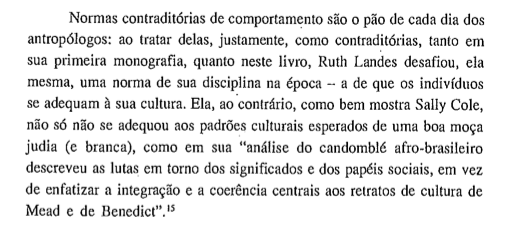 Normas contraditórias de comportamento são o pão de cada dia dos
antropólogos: ao tratar delas, justamente, como contraditórias, tanto em
sua primeira monografia, quanto neste livro, Ruth Landes desafiou, ela
mesma, uma norma de sua disciplina na época – a de que os indivíduos
se adequam à sua cultura. Ela, ao contrário, como bem mostra Sally Cole,
não só não se adequou aos padrões culturais esperados de uma boa moça
judia (e branca), como em sua “análise do candomblé afro-brasileiro
descreveu as lutas em torno dos significados e dos papéis sociais, em vez
de enfatizar a integração e a coerência centrais aos retratos de cultura de
Mead e de Benedict”.¹⁵